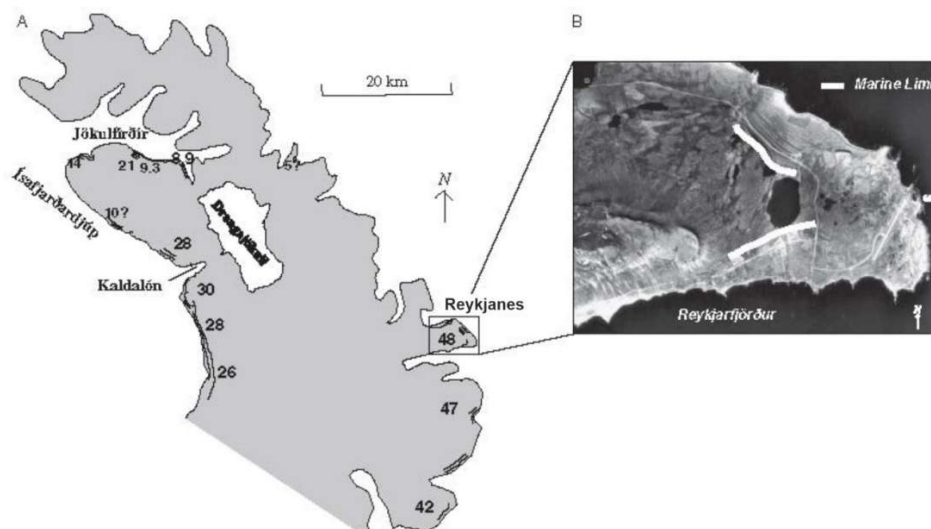 A
B
20 km
Marine Lim
Jökulfirðir
14
21
9.3
8.9
5?
Ísafjarðardjúp
N
10?
Drangajökull
28
Kaldalón
30
Reykjanes
28
48
Reykjarfjörður
N
26
47
42